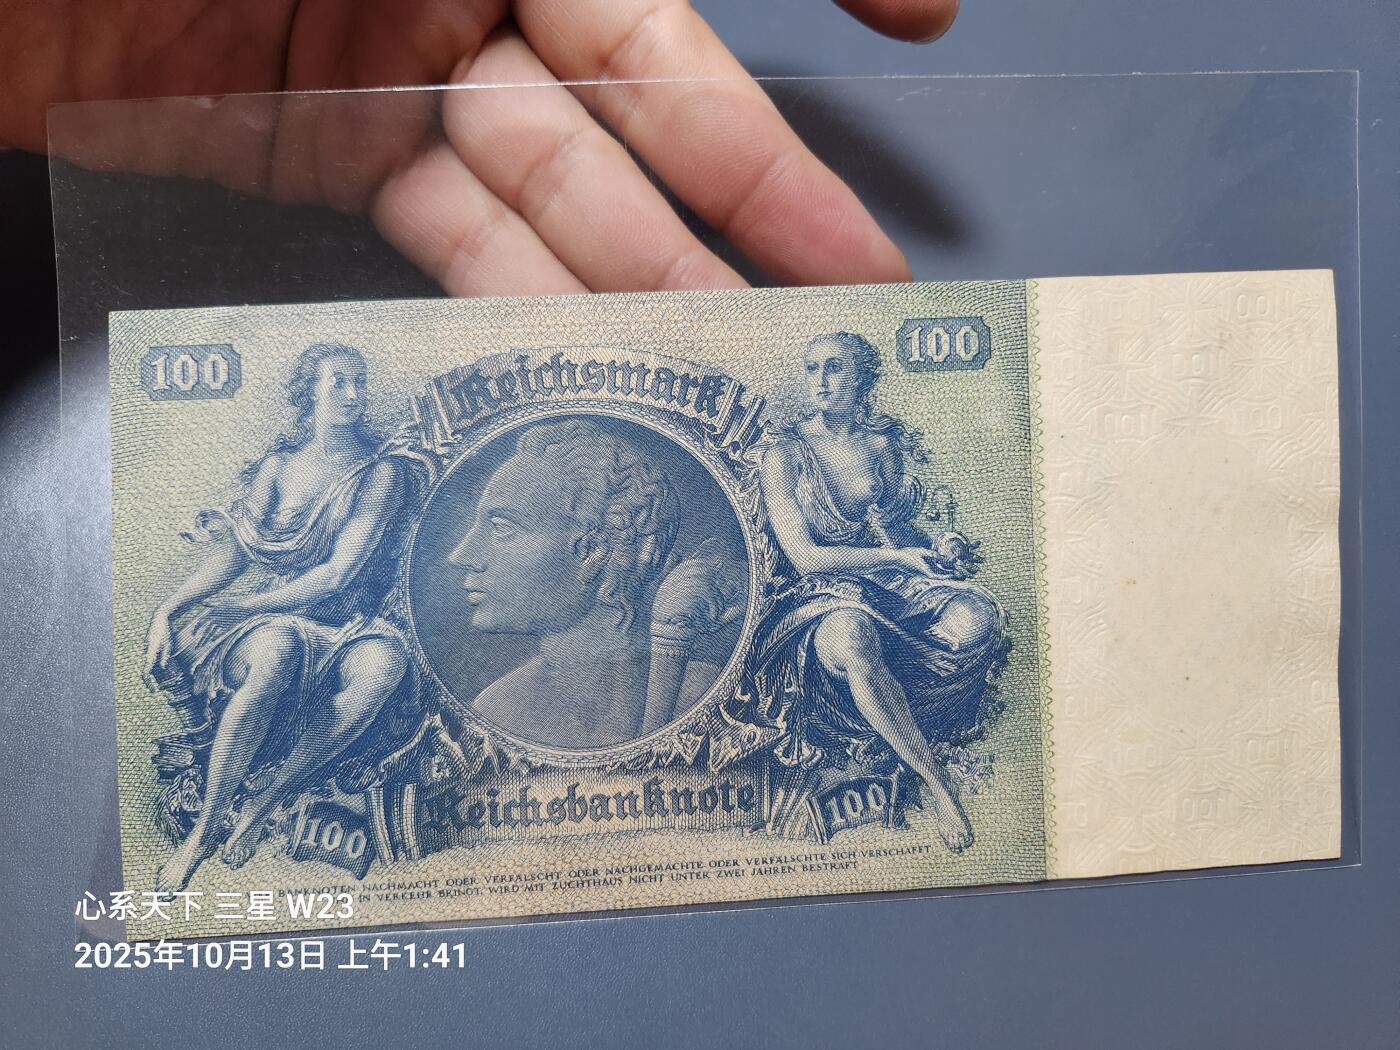 100
100
Reichsmark
Reichsbanknote
100
100
BANKNOTEN NACHMACHT ODER VERFÄLSCHT ODER NACHGEMACHTE ODER VERFÄLSCHTE SICH VERSCHAFFT
IN VERKEHR BRINGT, WIRD MIT ZUCHTHAUS NICHT UNTER ZWEI JAHREN BESTRAFT
心系天下 三星 W23
2025年10月13日 上午1:41